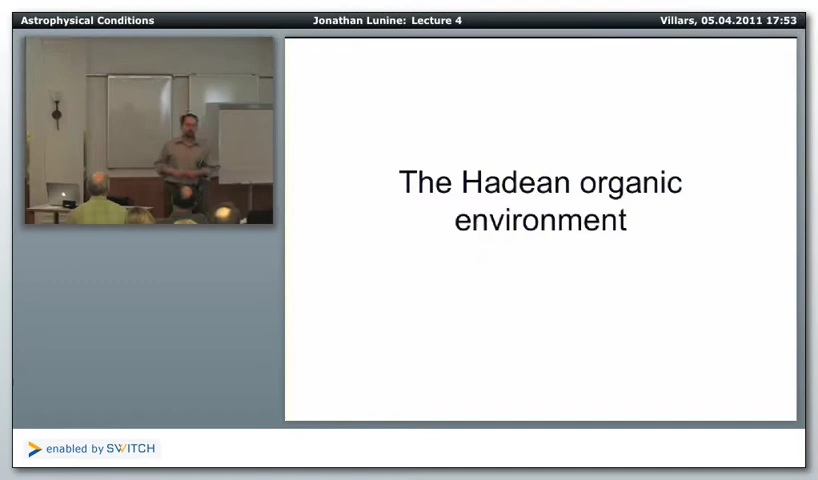 Astrophysical Conditions
Jonathan Lunine: Lecture 4
Villars, 05.04.2011 17:53
The Hadean organic
environment
enabled by SWITCH